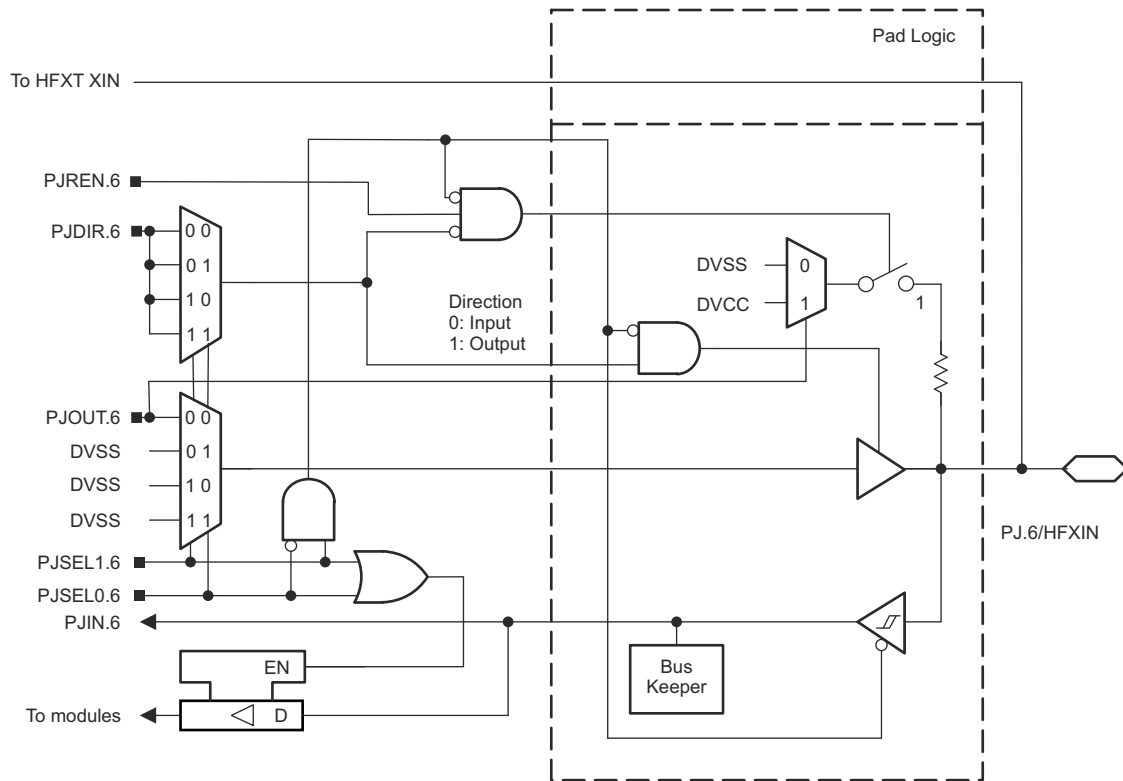 Pad Logic
To HFXT XIN
PJREN.6
PJDIR.6
0 0
0 1
1 0
1 1
Direction
0: Input
1: Output
DVSS
0
DVCC
1
1
PJOUT.6
0 0
DVSS
0 1
DVSS
1 0
DVSS
1 1
PJ.6/HFXIN
PJSEL1.6
PJSEL0.6
PJIN.6
EN
Bus
Keeper
To modules
D